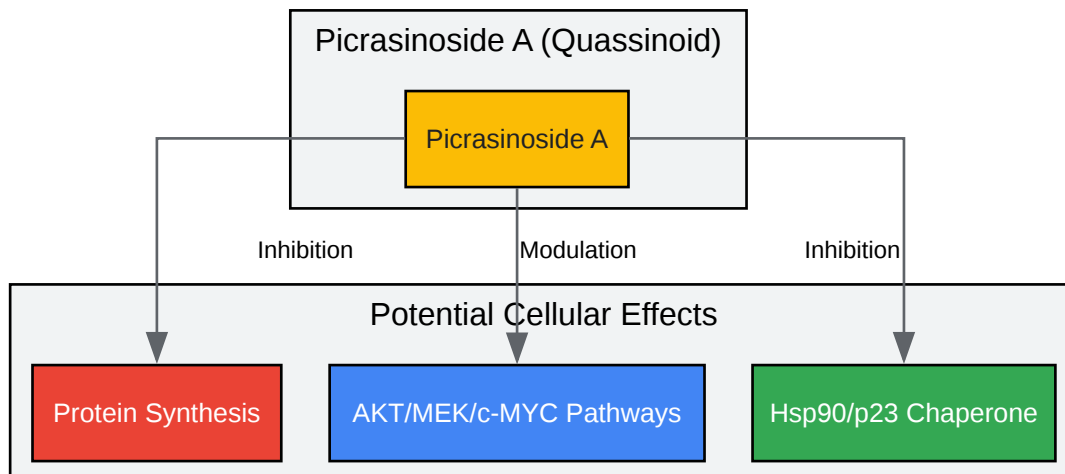 Picrasinoside A (Quassinoid)
Picrasinoside A
Inhibition
Modulation
Inhibition
Potential Cellular Effects
Protein Synthesis
AKT/MEK/c-MYC Pathways
Hsp90/p23 Chaperone